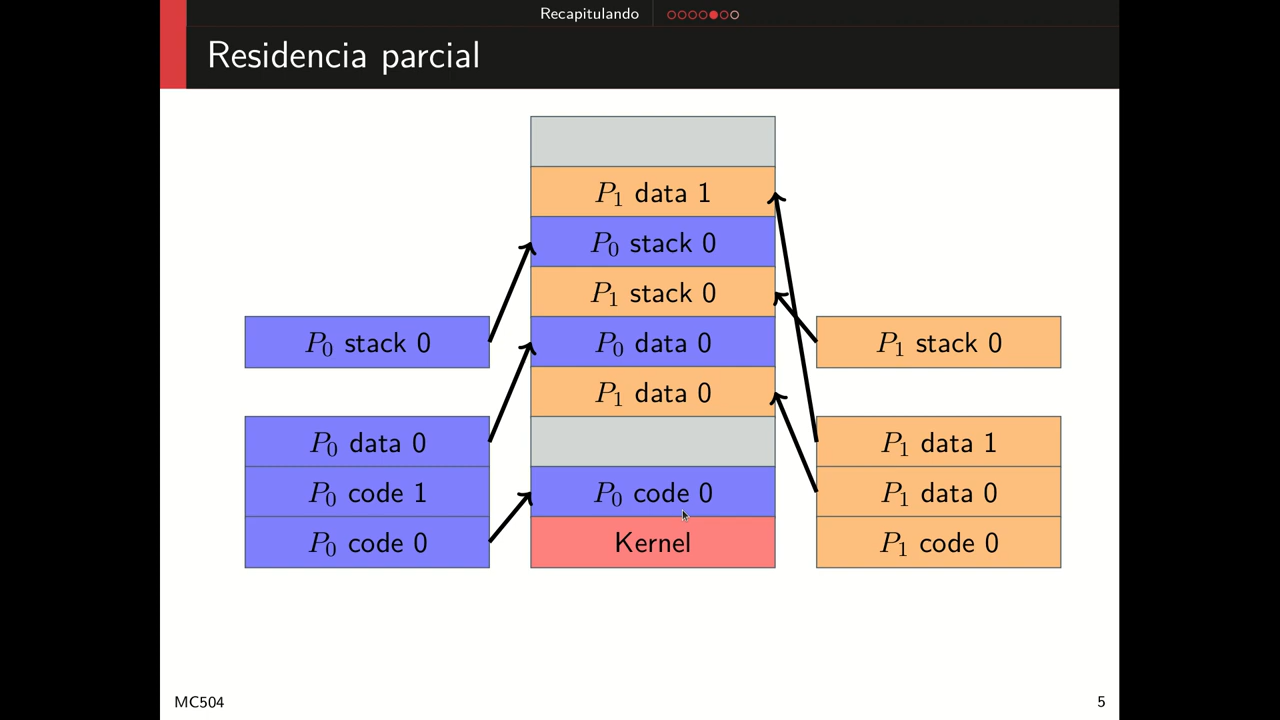 Recapitulando
Residencia parcial
P₁ data 1
P₀ stack 0
P₁ stack 0
P₀ data 0
P₁ data 0
P₀ code 0
Kernel
P₀ stack 0
P₀ data 0
P₀ code 1
P₀ code 0
P₁ stack 0
P₁ data 1
P₁ data 0
P₁ code 0
MC504
5